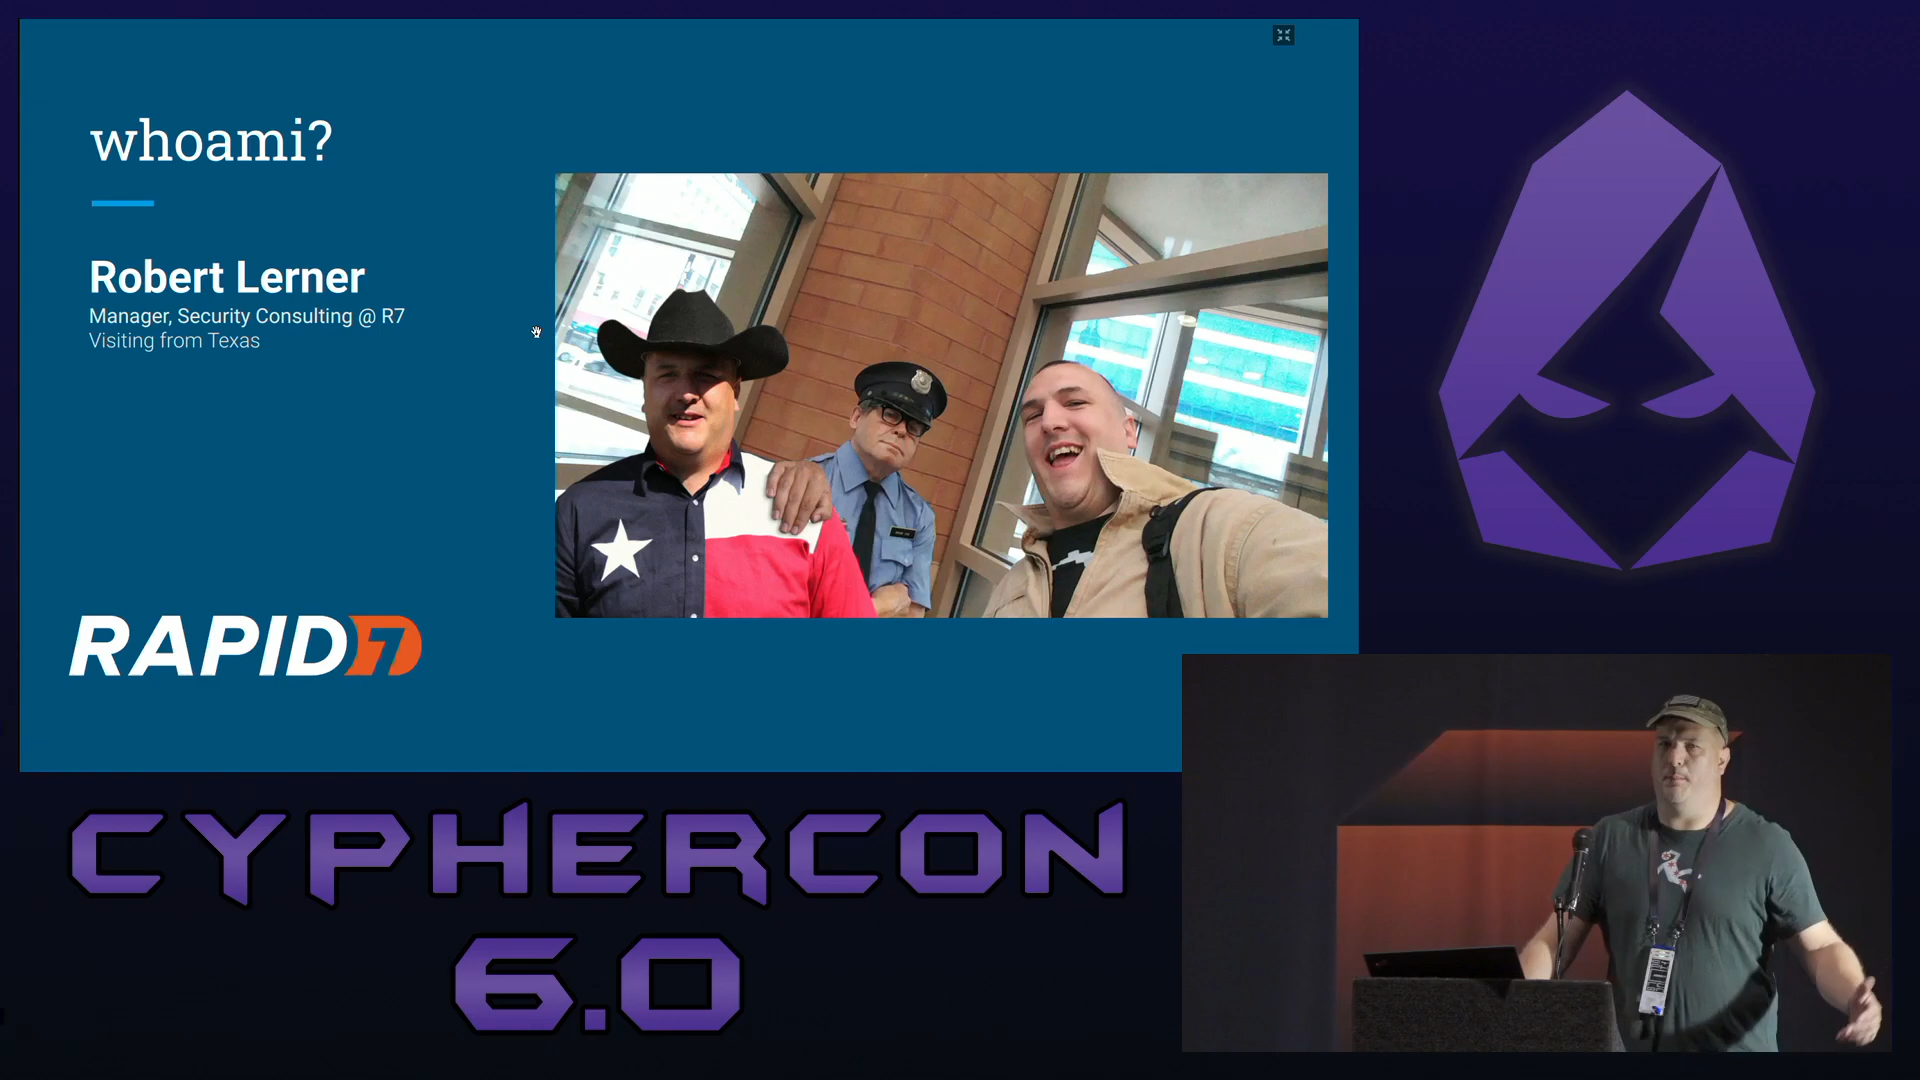 whoami?
Robert Lerner
Manager, Security Consulting @ R7
Visiting from Texas
RAPID7
CYPHERCON
6.0